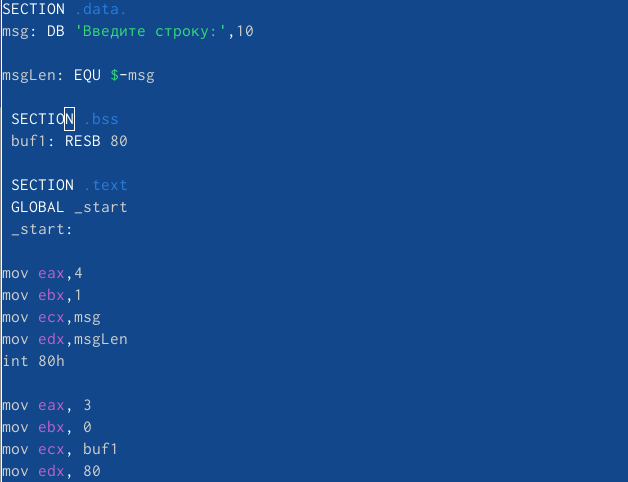 SECTION .data.
msg: DB 'Введите строку:',10
msgLen: EQU $-msg
SECTION .bss
buf1: RESB 80
SECTION .text
GLOBAL _start
_start:
mov eax,4
mov ebx,1
mov ecx,msg
mov edx,msgLen
int 80h
mov eax, 3
mov ebx, 0
mov ecx, buf1
mov edx, 80